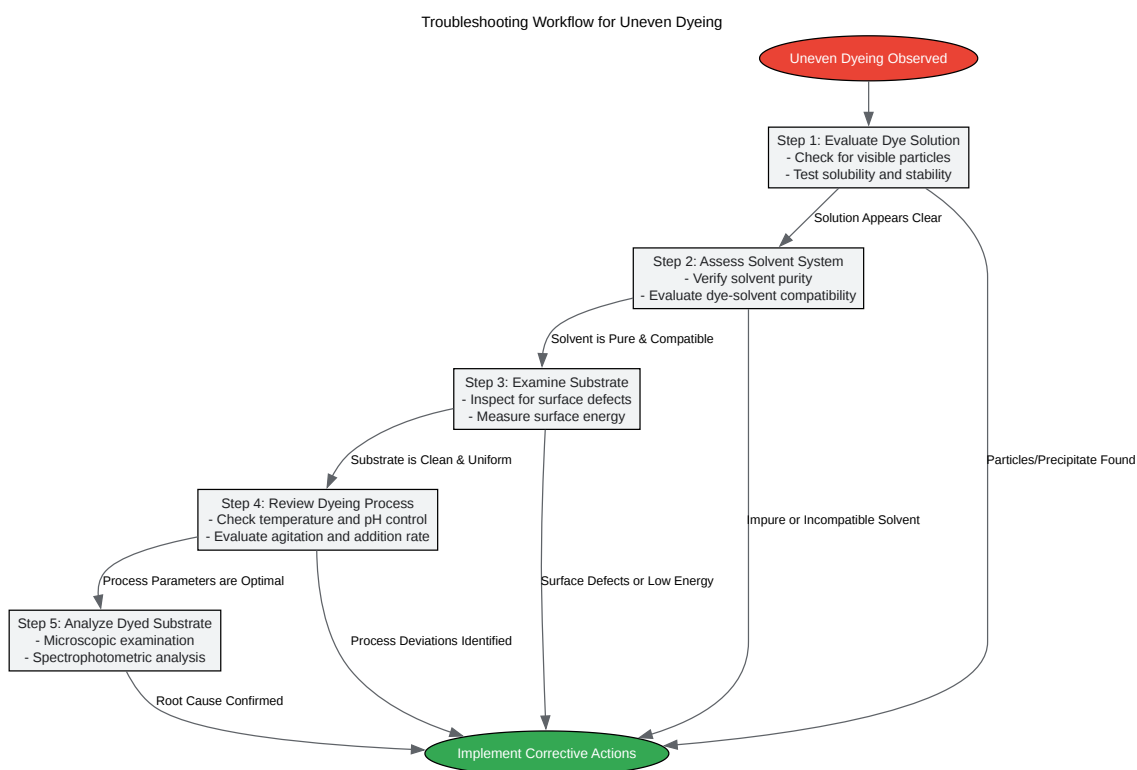 Troubleshooting Workflow for Uneven Dyeing
Uneven Dyeing Observed
Step 1: Evaluate Dye Solution
- Check for visible particles
- Test solubility and stability
Solution Appears Clear
Step 2: Assess Solvent System
- Verify solvent purity
- Evaluate dye-solvent compatibility
Solvent is Pure & Compatible
Step 3: Examine Substrate
- Inspect for surface defects
- Measure surface energy
Substrate is Clean & Uniform
Particles/Precipitate Found
Step 4: Review Dyeing Process
- Check temperature and pH control
- Evaluate agitation and addition rate
Impure or Incompatible Solvent
Process Parameters are Optimal
Surface Defects or Low Energy
Step 5: Analyze Dyed Substrate
- Microscopic examination
- Spectrophotometric analysis
Process Deviations Identified
Root Cause Confirmed
Implement Corrective Actions